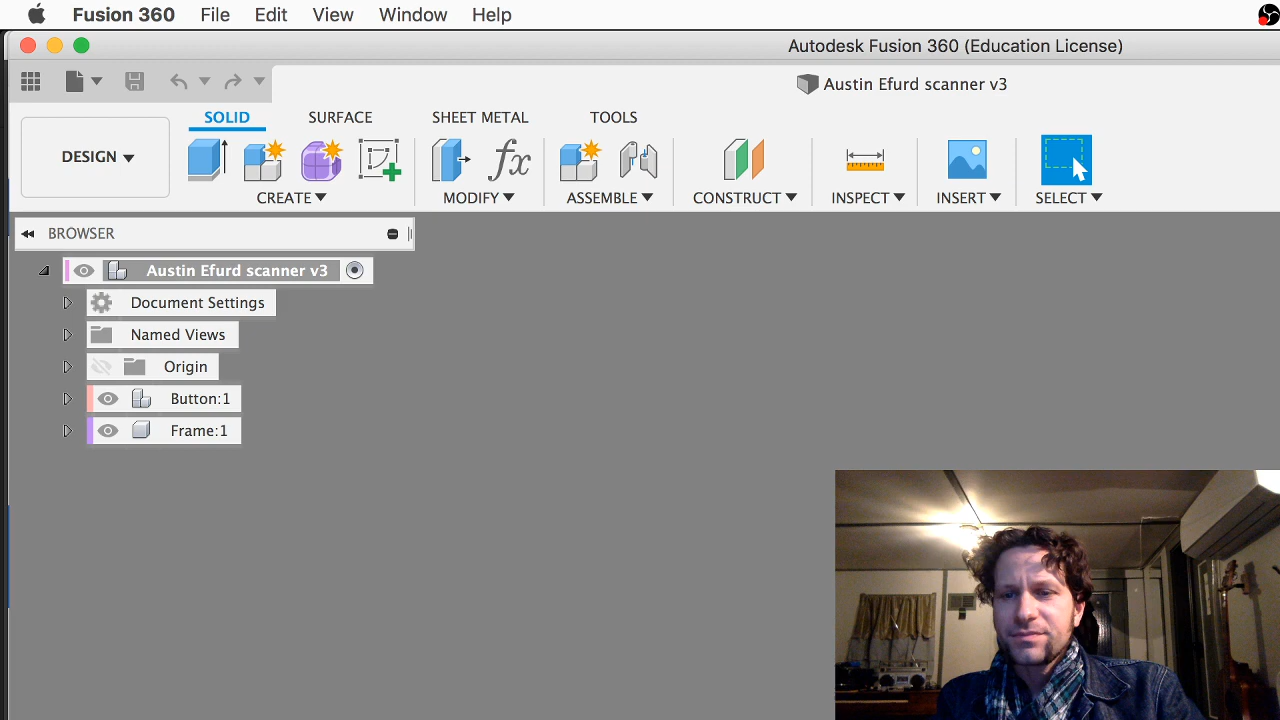 Fusion 360 File Edit View Window Help
Autodesk Fusion 360 (Education License)
Austin Efurd scanner v3
SOLID SURFACE SHEET METAL TOOLS
DESIGN
fx
CREATE MODIFY ASSEMBLE CONSTRUCT INSPECT INSERT SELECT
BROWSER
Austin Efurd scanner v3
Document Settings
Named Views
Origin
Button:1
Frame:1